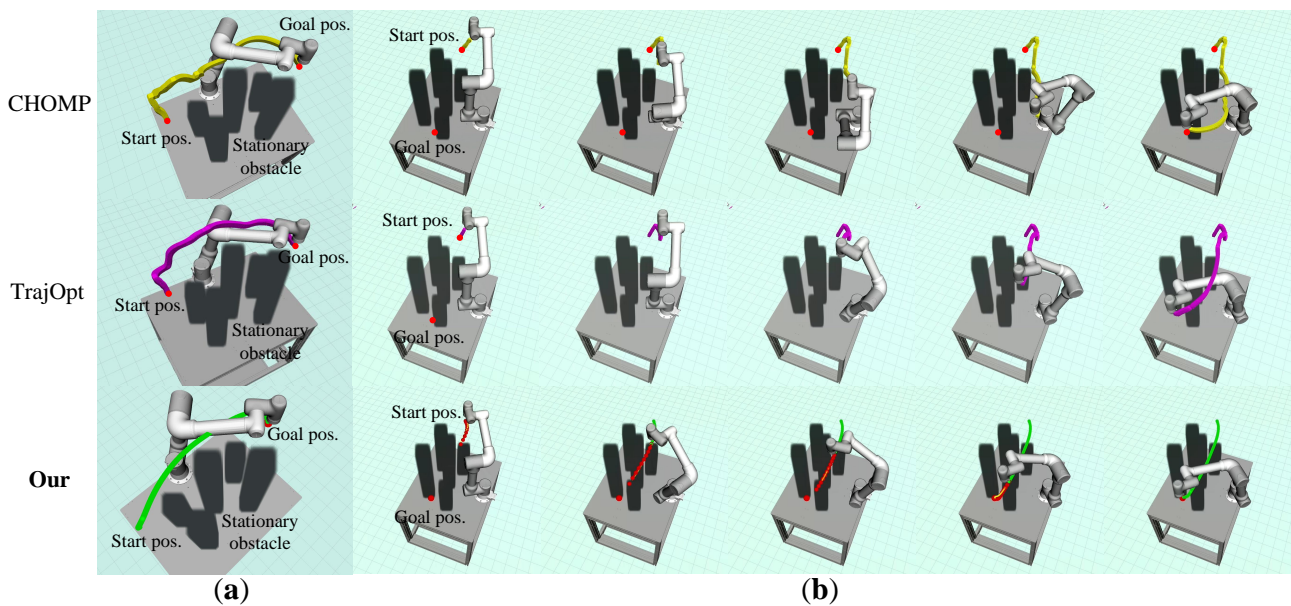 CHOMP
Goal pos.
Start pos.
Stationary
obstacle
Start pos.
Goal pos.
TrajOpt
Goal pos.
Start pos.
Stationary
obstacle
Start pos.
Goal pos.
Our
Goal pos.
Start pos.
Stationary
obstacle
Start pos.
Goal pos.
(a)
(b)